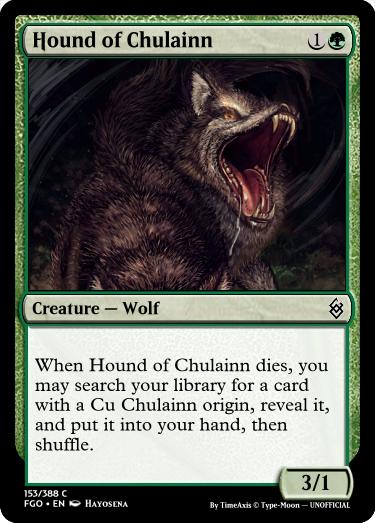 Hound of Chulainn 1
Creature — Wolf
When Hound of Chulainn dies, you
may search your library for a card
with a Cu Chulainn origin, reveal it,
and put it into your hand, then
shuffle.
3/1
153/388 C
FGO • EN HAYOSENA
By TimeAxis © Type-Moon — UNOFFICIAL